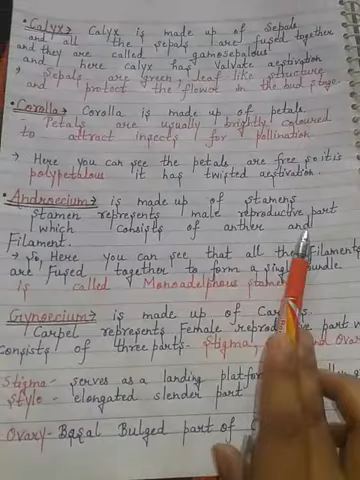 • Calyx → Calyx is made up of Sepals
and all the sepals are fused together
and they are called gamosepalous
and here calyx has Valvate aestivation
→ Sepals are green, leaf like structure
and protect the flower in the bud stage.
• Corolla → Corolla is made up of petals.
- Petals are usually brightly coloured
to attract insects for pollination
→ Here you can see the petals are free so it is
polypetalous it has twisted aestivation.
• Androecium → is made up of stamens
stamen represents male reproductive part
which consists of anther and
Filament.
→ So, Here you can see that all the filaments
are Fused together to form a single bundle
is called Monoadelphous stamen
Gynoecium → is made up of
Carpel represents Female reproductive part
consists of three parts - Stigma, Ovar
Stigma - serves as a landing
Style - elongated slender part
Ovary - Basal Bulged part of